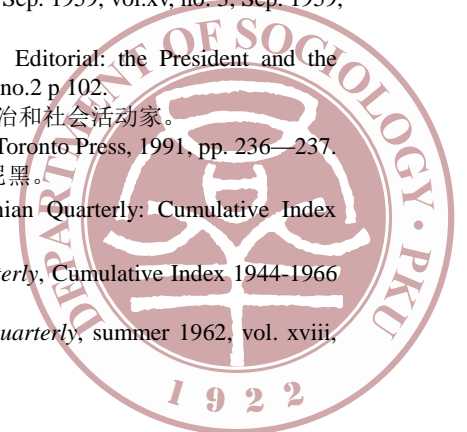 Sep. 1959, vol.xv, no. 3, Sep. 1959,
Editorial: the President and the
no.2 p 102.
治和社会活动家。
Toronto Press, 1991, pp. 236—237.
尼黑。
nian Quarterly: Cumulative Index
rterly, Cumulative Index 1944-1966
Quarterly, summer 1962, vol. xviii,
DEPARTMENT OF SOCIOLOGY · PKU
1922